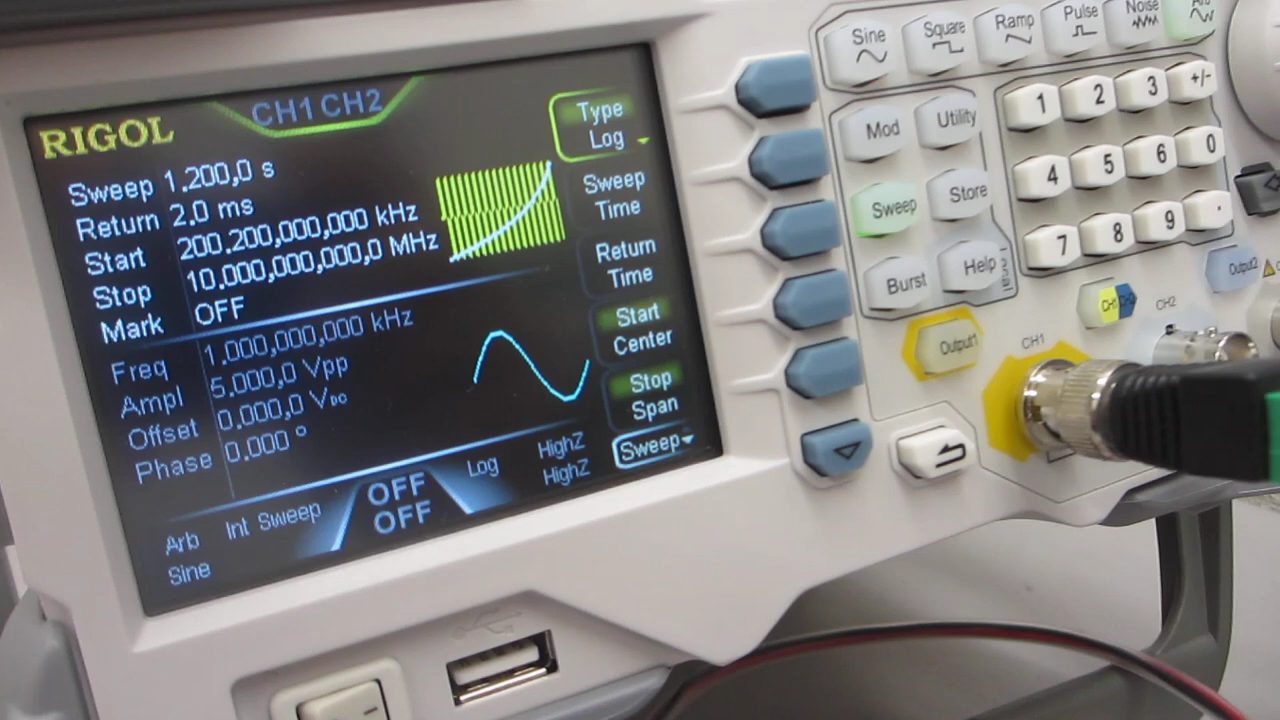 RIGOL
CH1 CH2
Sweep 1.200,0 s
Return 2.0 ms
Start 200.200,000,000 kHz
Stop 10.000,000,000,0 MHz
Mark OFF
Freq 1.000,000,000 kHz
Ampl 5.000,0 Vpp
Offset 0.000,0 VDC
Phase 0.000 °
Arb Int Sweep OFF Log HighZ
Sine OFF HighZ
Type
Log
Sweep
Time
Return
Time
Start
Center
Stop
Span
Sweep
Sine Square Ramp Pulse Noise
Mod Utility
Sweep Store
Burst Help
1 2 3 +/-
4 5 6 0
7 8 9 .
Output1
CH1
CH1 CH2
CH2
Output2